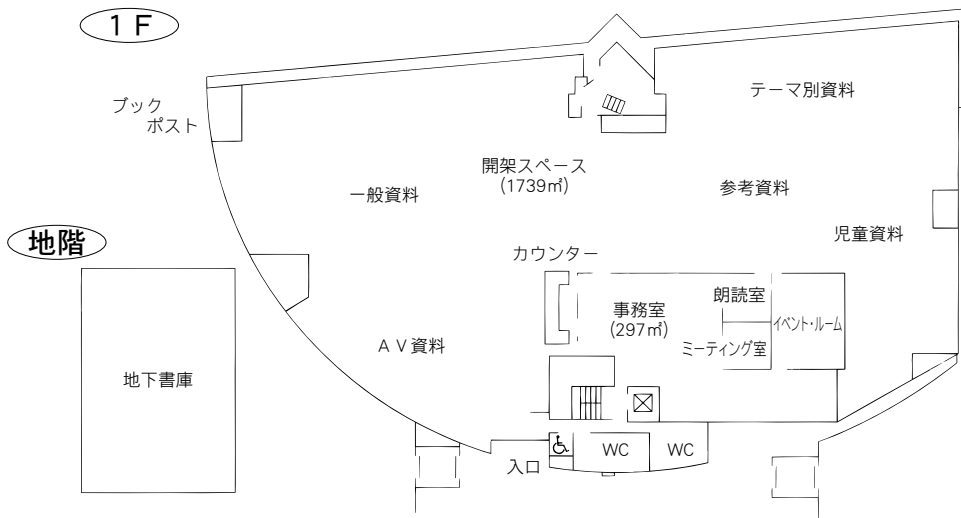 １Ｆ
テーマ別資料
ブック
ポスト
開架スペース
(1739㎡)
一般資料
参考資料
児童資料
地階
カウンター
朗読室
事務室
(297㎡)
イベント・ルーム
ＡＶ資料
ミーティング室
地下書庫
WC
WC
入口